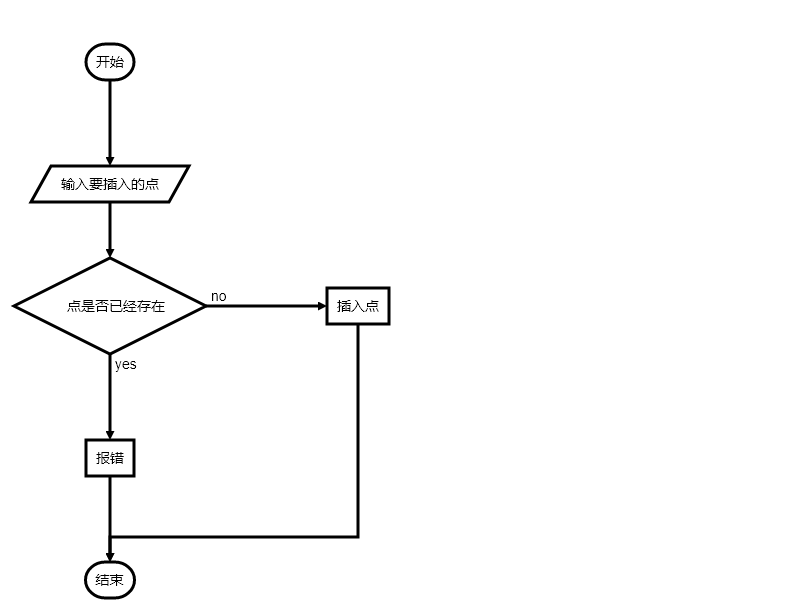 开始
输入要插入的点
点是否已经存在
no
插入点
yes
报错
结束